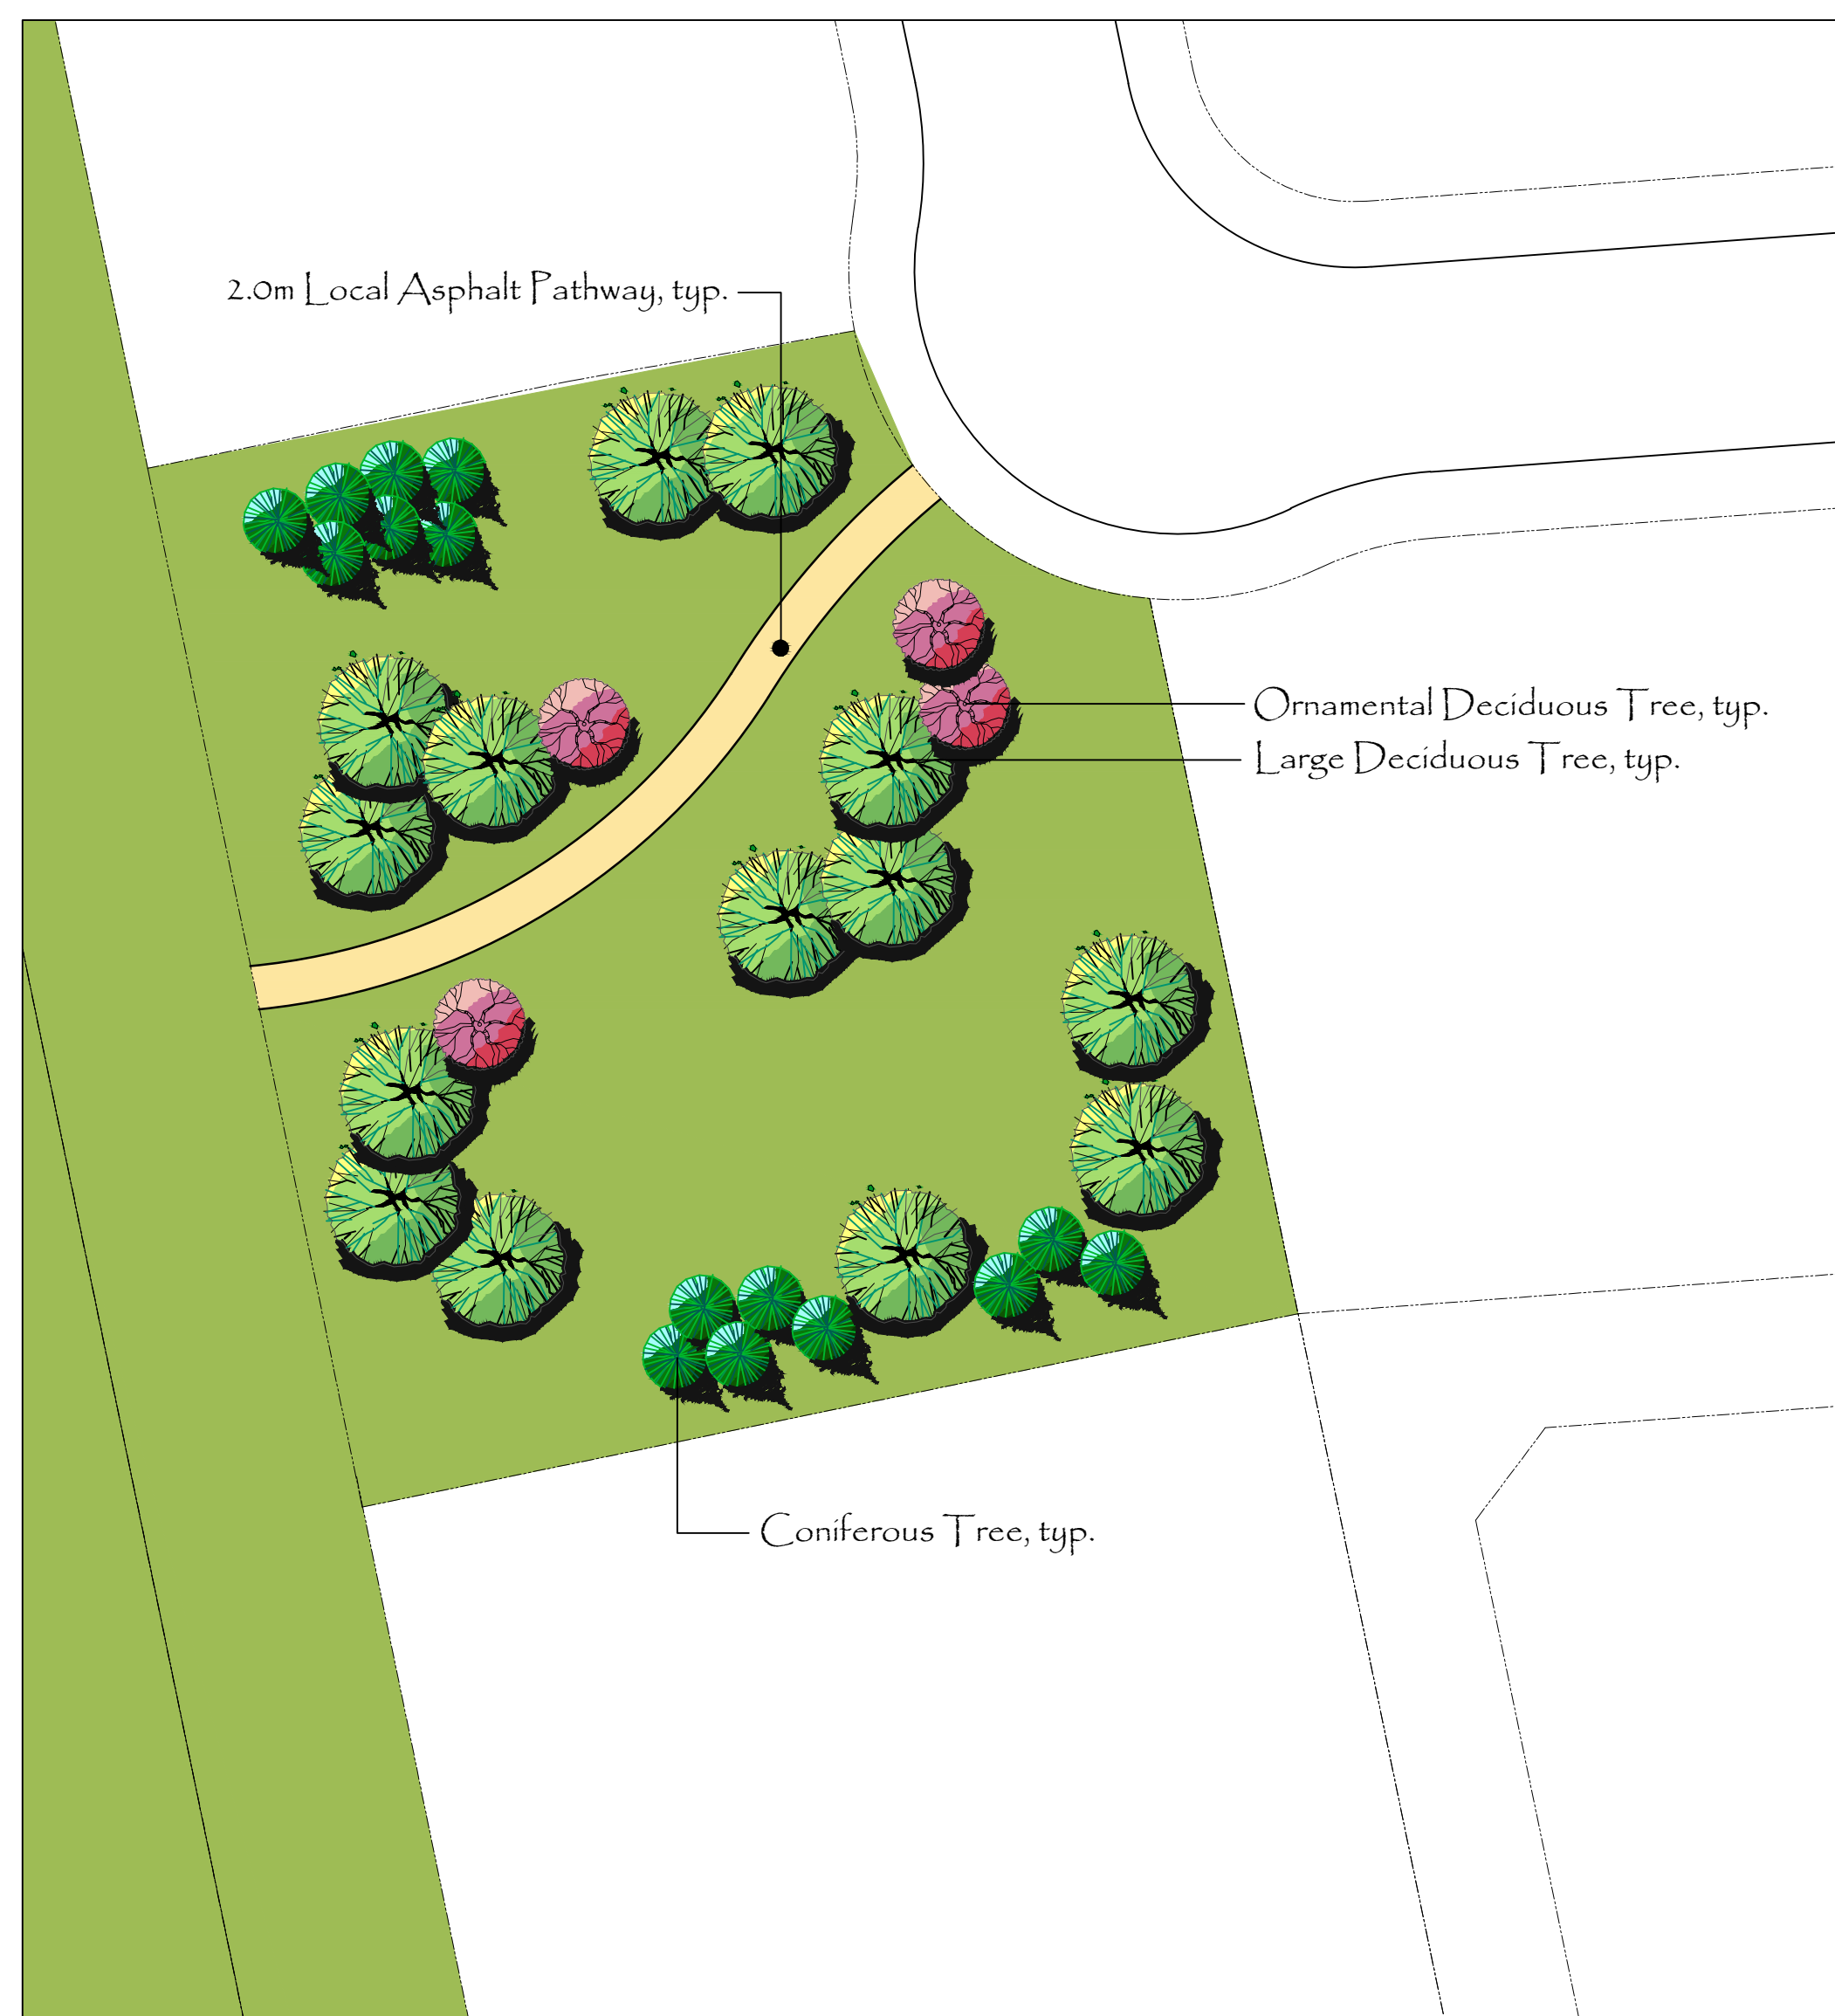 2.0m Local Asphalt Pathway, typ.
Ornamental Deciduous Tree, typ.
Large Deciduous Tree, typ.
Coniferous Tree, typ.